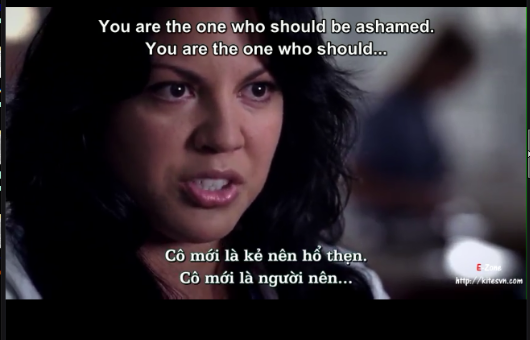 You are the one who should be ashamed.
You are the one who should...
Cô mới là kẻ nên hổ thẹn.
Cô mới là người nên...
E Zone
http://kitesvn.com